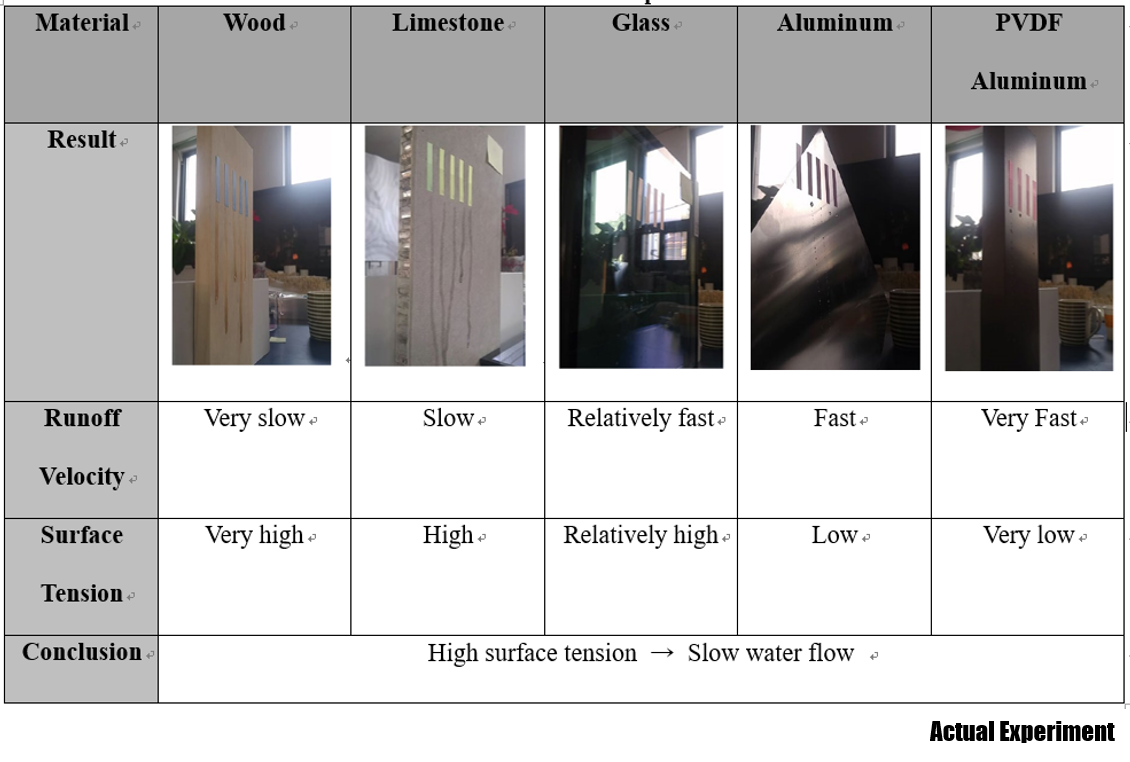 Material Wood Limestone Glass Aluminum PVDF
Aluminum
Result
Runoff Very slow Slow Relatively fast Fast Very Fast
Velocity
Surface Very high High Relatively high Low Very low
Tension
Conclusion High surface tension → Slow water flow
Actual Experiment